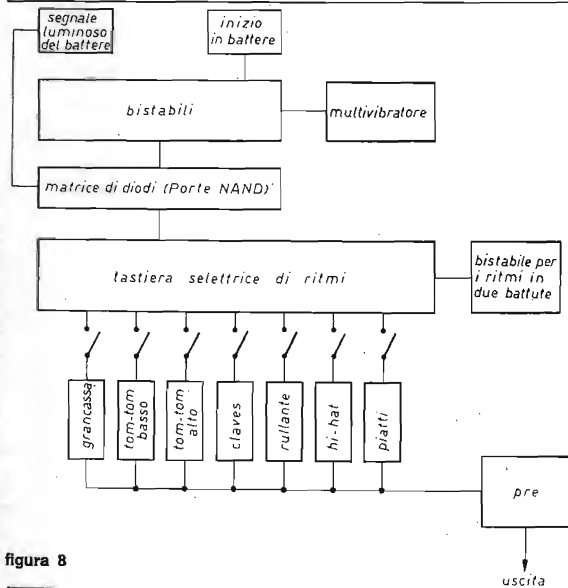 segnale
luminoso
del battere
inizio
in battere
bistabili
multivibratore
matrice di diodi (Porte NAND)
tastiera selettrice di ritmi
bistabile per
i ritmi in
due battute
grancassa
tom-tom
basso
tom-tom
alto
claves
rullante
hi-hat
piatti
pre
figura 8
uscita